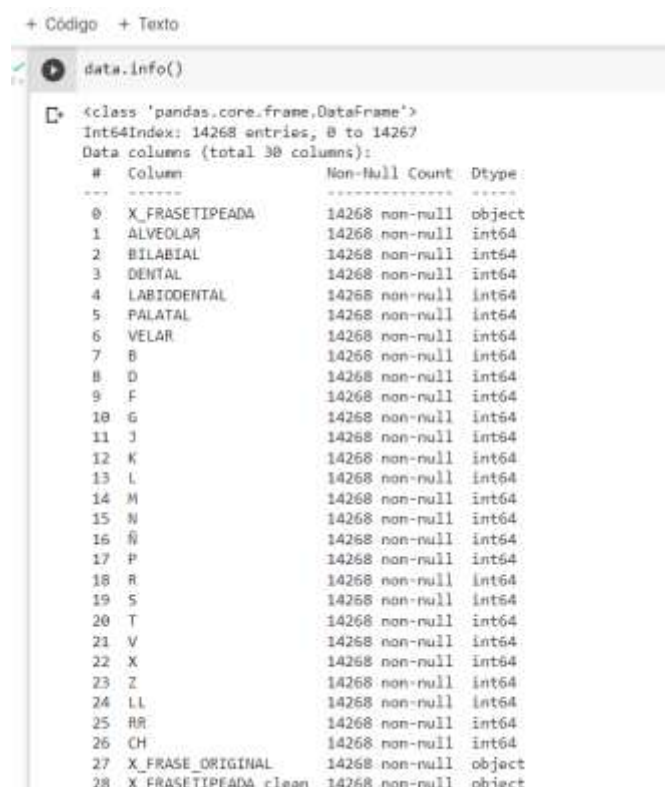 + Código + Texto
data.info()
<class 'pandas.core.frame.DataFrame'>
Int64Index: 14268 entries, 0 to 14267
Data columns (total 30 columns):
# Column Non-Null Count Dtype
--- ------ -------------- -----
0 X_FRASETIPEADA 14268 non-null object
1 ALVEOLAR 14268 non-null int64
2 BILABIAL 14268 non-null int64
3 DENTAL 14268 non-null int64
4 LABIODENTAL 14268 non-null int64
5 PALATAL 14268 non-null int64
6 VELAR 14268 non-null int64
7 B 14268 non-null int64
8 D 14268 non-null int64
9 F 14268 non-null int64
10 G 14268 non-null int64
11 J 14268 non-null int64
12 K 14268 non-null int64
13 L 14268 non-null int64
14 M 14268 non-null int64
15 N 14268 non-null int64
16 Ñ 14268 non-null int64
17 P 14268 non-null int64
18 R 14268 non-null int64
19 S 14268 non-null int64
20 T 14268 non-null int64
21 V 14268 non-null int64
22 X 14268 non-null int64
23 Z 14268 non-null int64
24 LL 14268 non-null int64
25 RR 14268 non-null int64
26 CH 14268 non-null int64
27 X_FRASE_ORIGINAL 14268 non-null object
28 X_FRASETIPEADA_clean 14268 non-null object